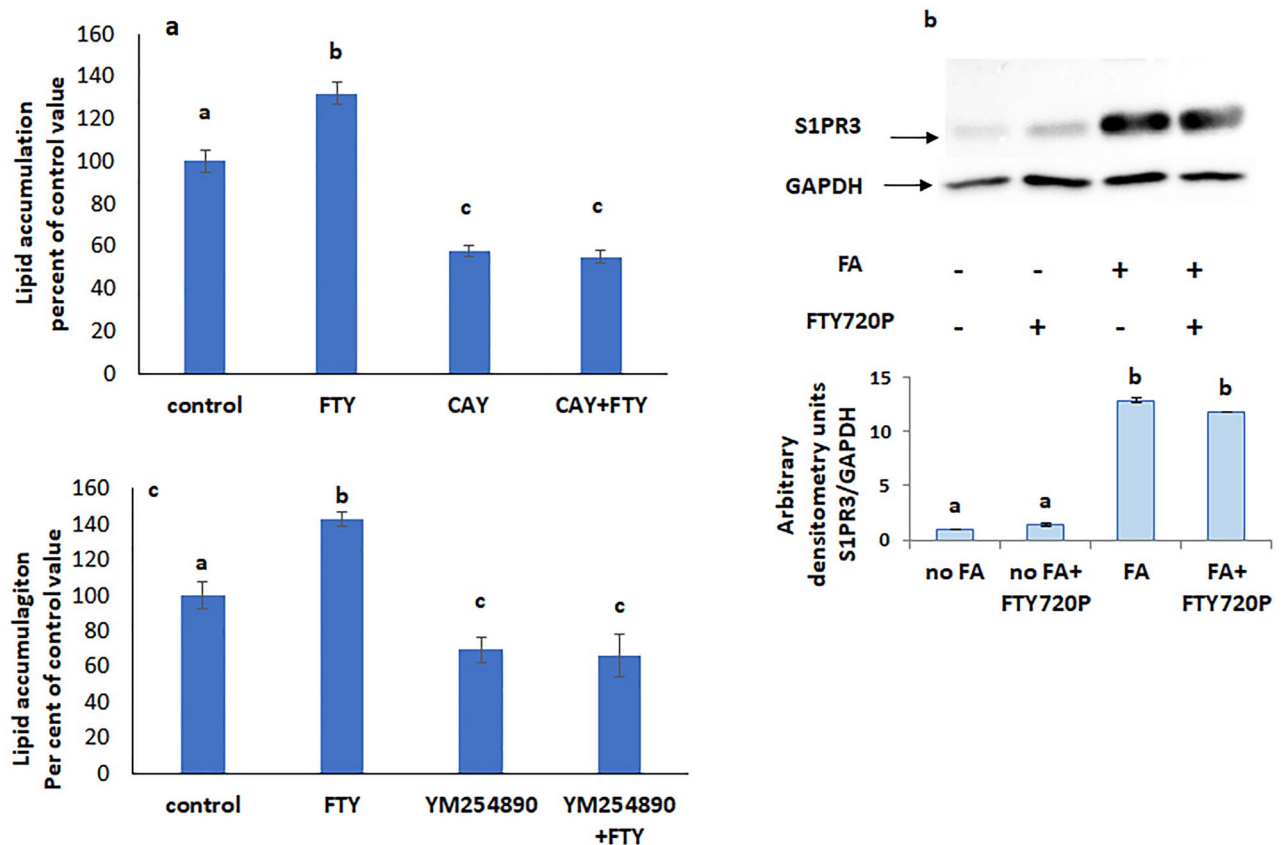 a
Lipid accumulation
percent of control value
160
140
120
100
80
60
40
20
0
a
b
c
c
control
FTY
CAY
CAY+FTY
b
S1PR3
GAPDH
FA
- - + +
FTY720P
- + - +
Arbitrary
densitometry units
S1PR3/GAPDH
15
10
5
0
a
a
b
b
no FA
no FA+
FTY720P
FA
FA+
FTY720P
c
Lipid accumulagiton
Per cent of control value
160
140
120
100
80
60
40
20
0
a
b
c
c
control
FTY
YM254890
YM254890
+FTY